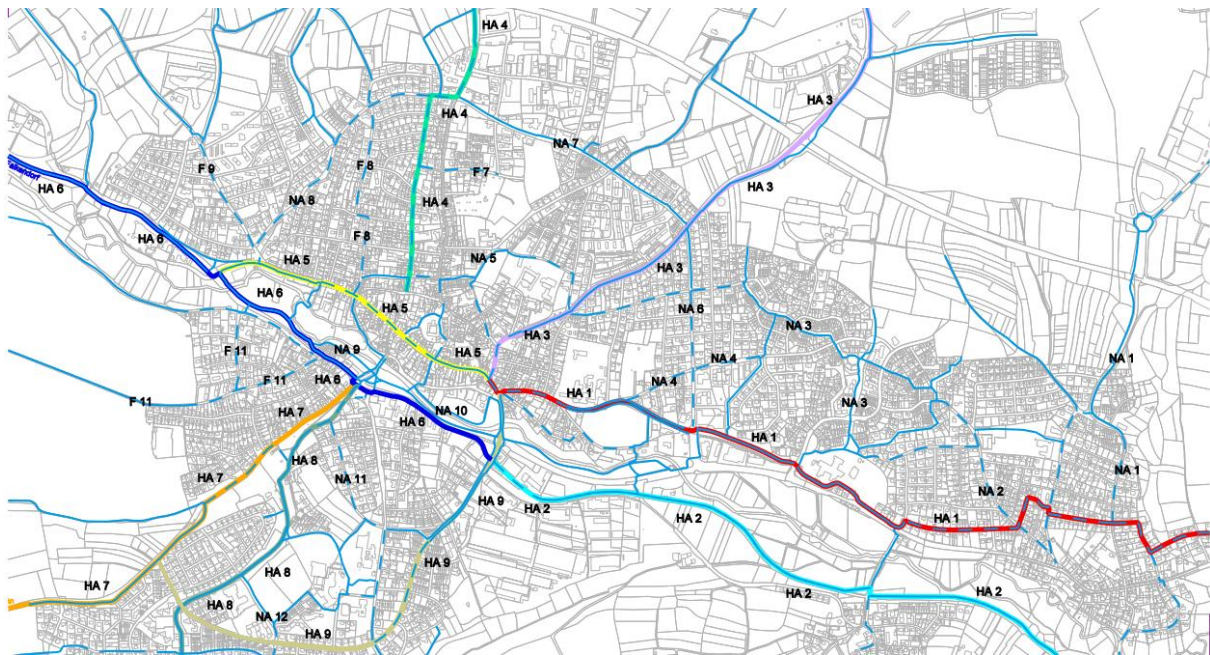 HA 4
HA 3
HA 4
NA 7
F 9
F 8
F 7
HA 3
HA 6
NA 8
HA 4
HA 6
F 8
HA 5
NA 5
HA 3
HA 6
HA 5
NA 6
NA 3
HA 3
NA 9
HA 5
NA 4
NA 1
F 11
F 11
HA 6
NA 4
HA 1
F 11
HA 7
NA 10
HA 6
NA 3
HA 1
HA 8
HA 7
NA 11
HA 9
HA 2
NA 2
NA 1
HA 2
HA 1
HA 9
HA 8
HA 7
HA 2
HA 2
HA 8
NA 12
HA 9